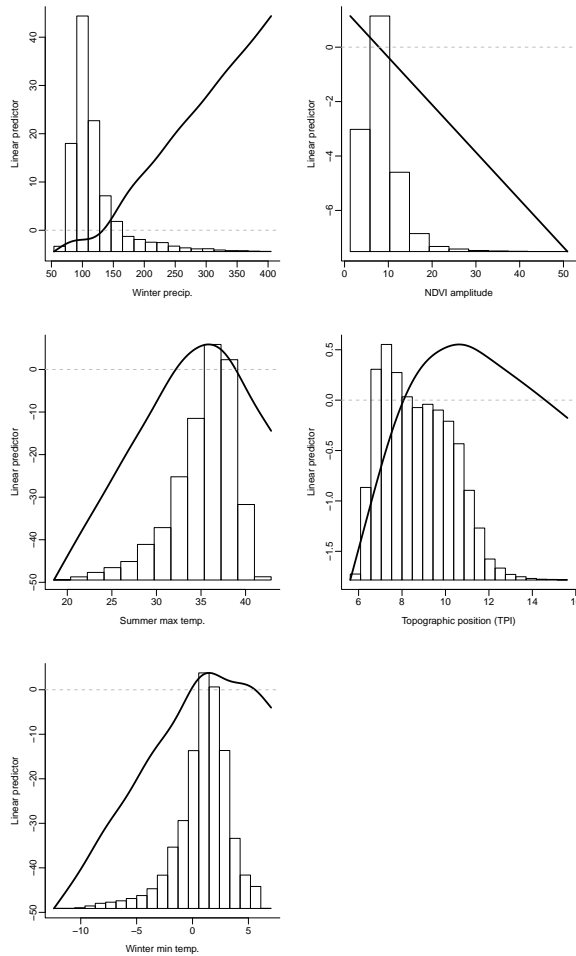 Linear predictor
40
30
20
10
0
50 100 150 200 250 300 350 400
Winter precip.
Linear predictor
0
−2
−4
−6
0 10 20 30 40 50
NDVI amplitude
Linear predictor
0
−10
−20
−30
−40
−50
20 25 30 35 40
Summer max temp.
Linear predictor
0.5
0.0
−0.5
−1.0
−1.5
6 8 10 12 14
Topographic position (TPI)
Linear predictor
0
−10
−20
−30
−40
−50
−10 −5 0 5
Winter min temp.